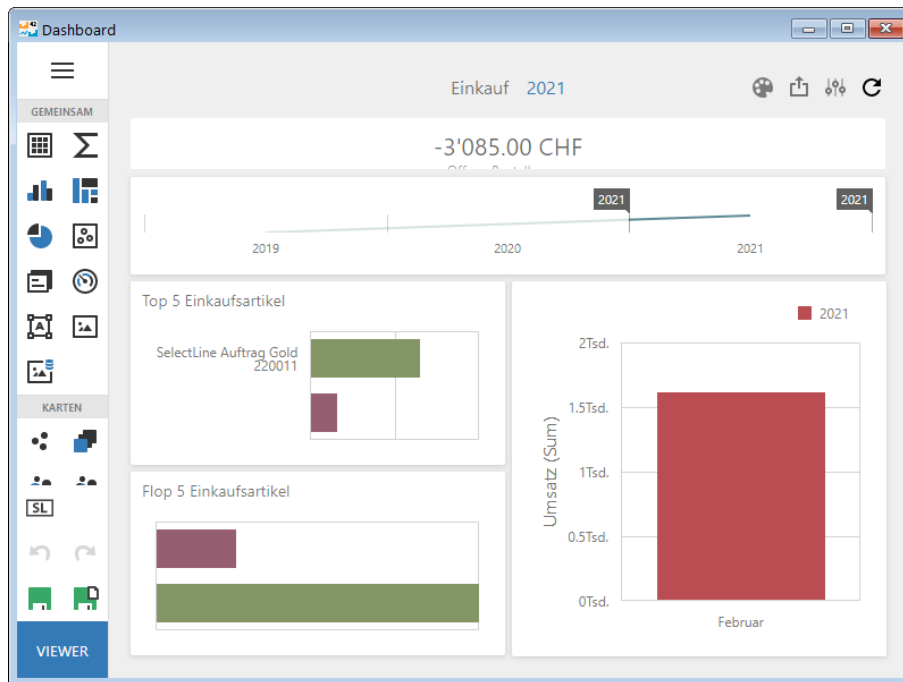 Dashboard
Einkauf 2021
GEMEINSAM
-3'085.00 CHF
2021
2021
2019
2020
2021
Top 5 Einkaufsartikel
SelectLine Auftrag Gold
220011
Flop 5 Einkaufsartikel
2021
2Tsd.
1.5Tsd.
1Tsd.
0.5Tsd.
0Tsd.
Umsatz (Sum)
Februar
KARTEN
SL
VIEWER